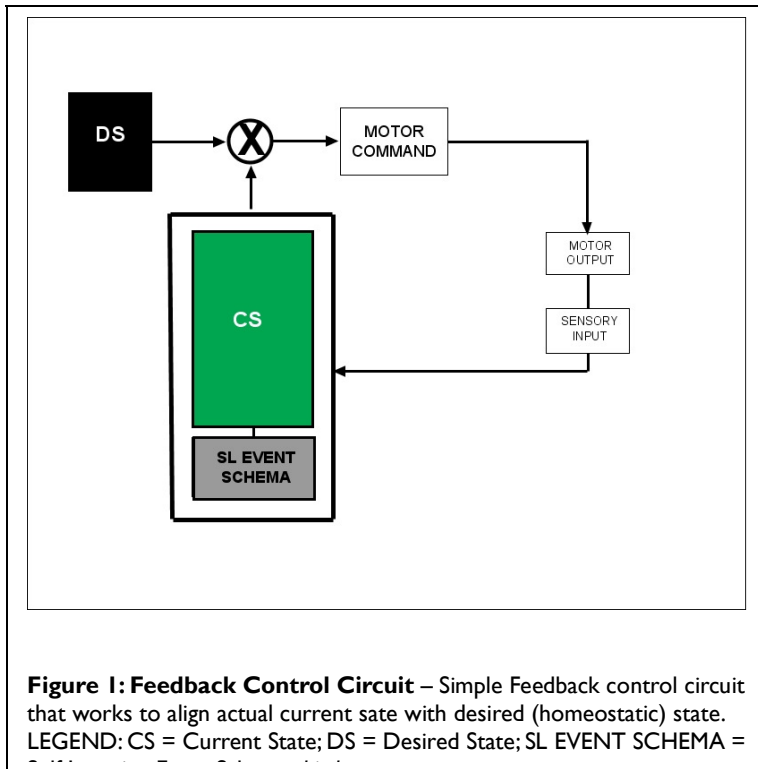 DS
X
MOTOR
COMMAND
MOTOR
OUTPUT
SENSORY
INPUT
CS
SL EVENT
SCHEMA
Figure 1: Feedback Control Circuit – Simple Feedback control circuit
that works to align actual current sate with desired (homeostatic) state.
LEGEND: CS = Current State; DS = Desired State; SL EVENT SCHEMA =